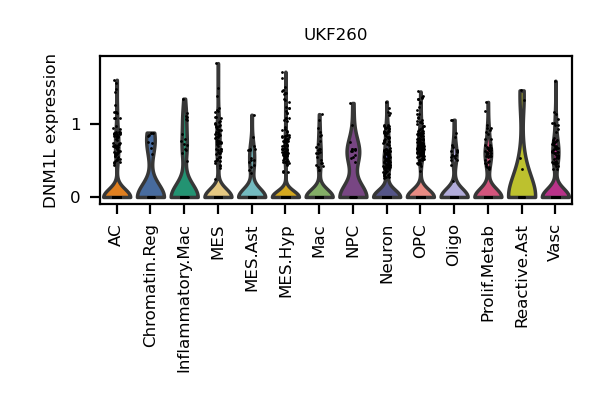 UKF260
DNM1L expression
1
0
AC
Chromatin.Reg
Inflammatory.Mac
MES
MES.Ast
MES.Hyp
Mac
NPC
Neuron
OPC
Oligo
Prolif.Metab
Reactive.Ast
Vasc